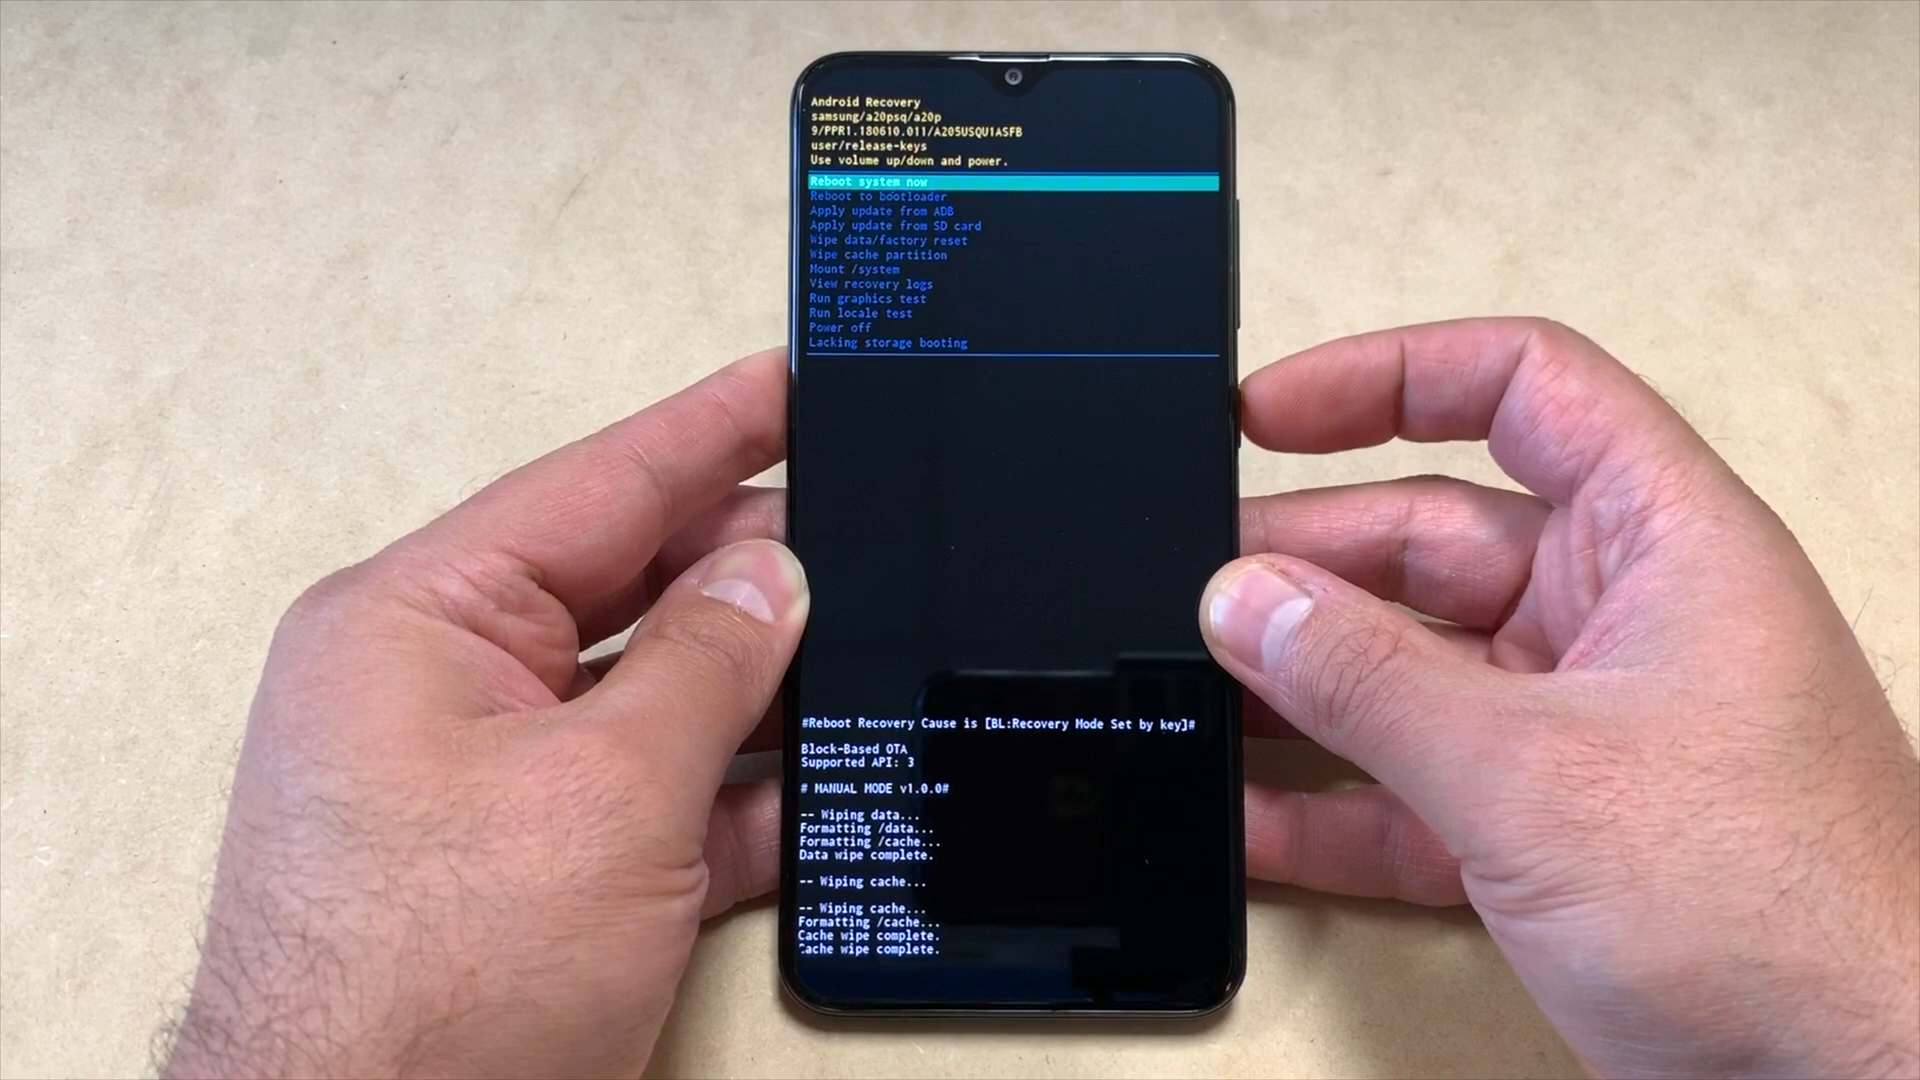 Android Recovery
samsung/a20psq/a20p
9/PPR1.180610.011/A205USQU1ASFB
user/release-keys
Use volume up/down and power.
Reboot system now
Reboot to bootloader
Apply update from ADB
Apply update from SD card
Wipe data/factory reset
Wipe cache partition
Mount /system
View recovery logs
Run graphics test
Run locale test
Power off
Lacking storage booting
#Reboot Recovery Cause is [BL:Recovery Mode Set by key]#
Block-Based OTA
Supported API: 3
# MANUAL MODE v1.0.0#
-- Wiping data...
Formatting /data...
Formatting /cache...
Data wipe complete.
-- Wiping cache...
-- Wiping cache...
Formatting /cache...
Cache wipe complete.
Cache wipe complete.